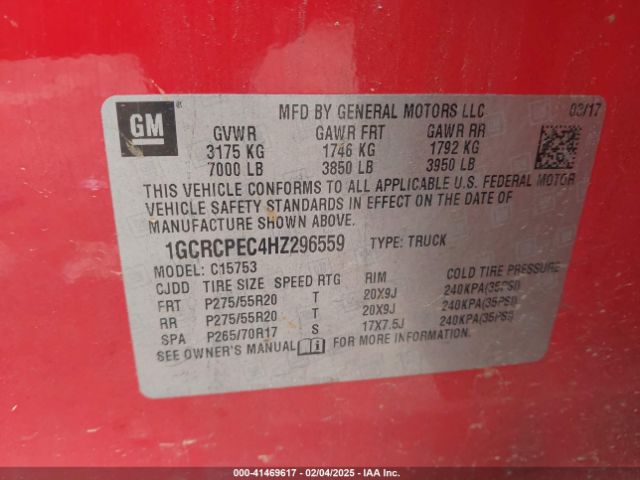 GM
MFD BY GENERAL MOTORS LLC 03/17
GVWR GAWR FRT GAWR RR
3175 KG 1746 KG 1792 KG
7000 LB 3850 LB 3950 LB
THIS VEHICLE CONFORMS TO ALL APPLICABLE U.S. FEDERAL MOTOR
VEHICLE SAFETY STANDARDS IN EFFECT ON THE DATE OF
MANUFACTURE SHOWN ABOVE.
1GCRCPEC4HZ296559 TYPE: TRUCK
MODEL: C15753
CJDD TIRE SIZE SPEED RTG RIM COLD TIRE PRESSURE
FRT P275/55R20 T 20X9J 240KPA(35PSI)
RR P275/55R20 T 20X9J 240KPA(35PSI)
SPA P265/70R17 S 17X7.5J 240KPA(35PSI)
SEE OWNER'S MANUAL FOR MORE INFORMATION.
000-41469617 - 02/04/2025 - IAA Inc.